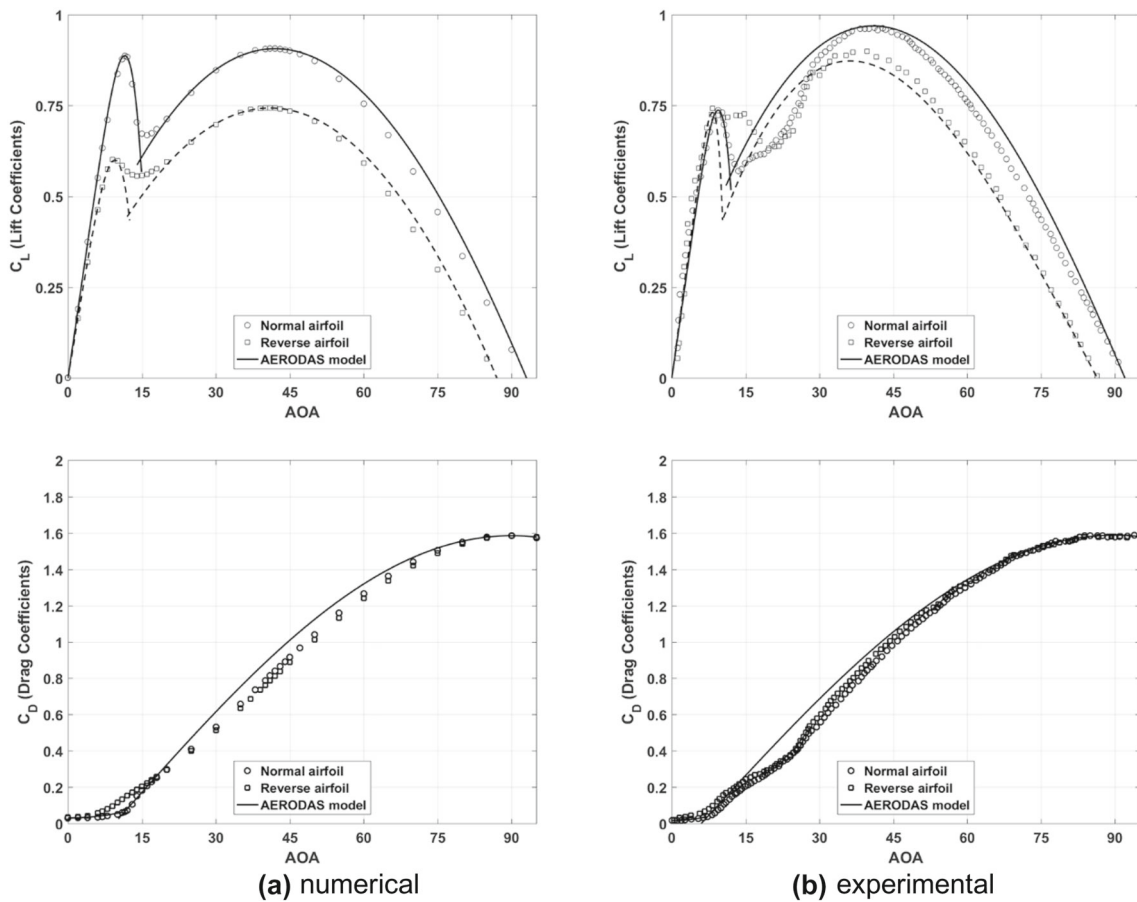 1
0.75
0.5
0.25
0
C_L (Lift Coefficients)
Normal airfoil
Reverse airfoil
AERODAS model
0 15 30 45 60 75 90
AOA
1
0.75
0.5
0.25
0
C_L (Lift Coefficients)
Normal airfoil
Reverse airfoil
AERODAS model
0 15 30 45 60 75 90
AOA
2
1.8
1.6
1.4
1.2
1
0.8
0.6
0.4
0.2
0
C_D (Drag Coefficients)
Normal airfoil
Reverse airfoil
AERODAS model
0 15 30 45 60 75 90
AOA
(a) numerical
2
1.8
1.6
1.4
1.2
1
0.8
0.6
0.4
0.2
0
C_D (Drag Coefficients)
Normal airfoil
Reverse airfoil
AERODAS model
0 15 30 45 60 75 90
AOA
(b) experimental